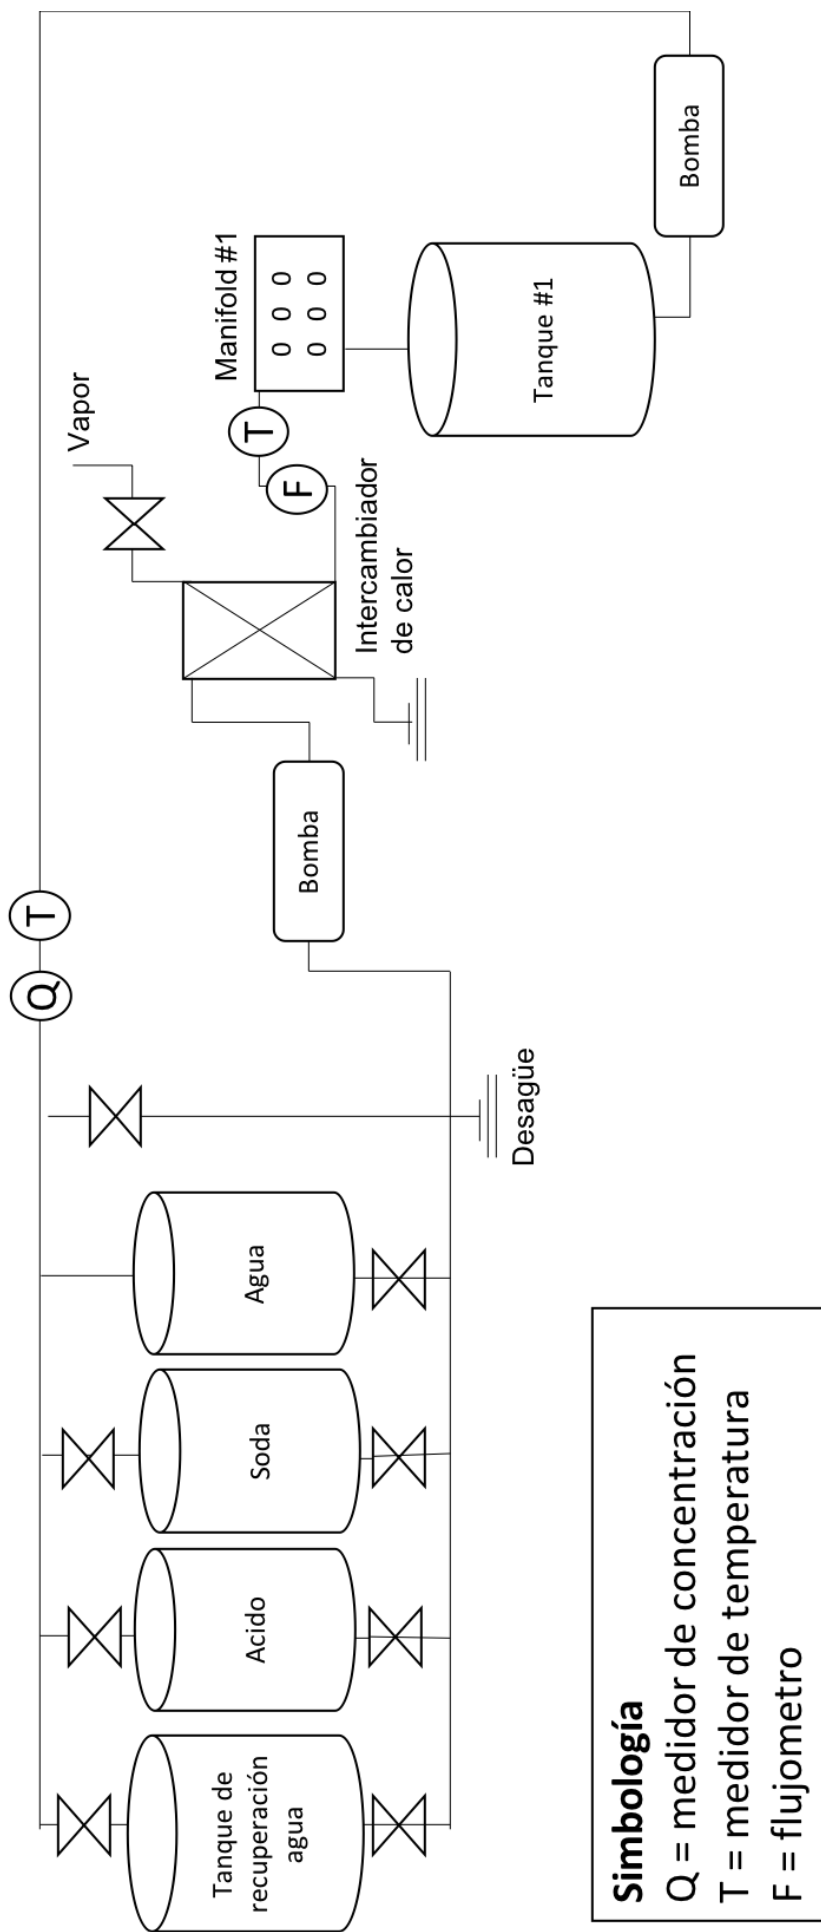 Vapor
Manifold #1
0 0 0
0 0 0
Q
T
T
F
Intercambiador
de calor
Bomba
Bomba
Tanque #1
Tanque de
recuperación
agua
Acido
Soda
Agua
Desagüe
Simbología
Q = medidor de concentración
T = medidor de temperatura
F = flujometro